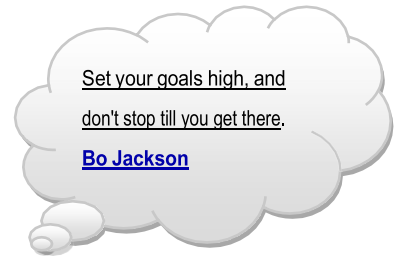 Set your goals high, and
don't stop till you get there.
Bo Jackson